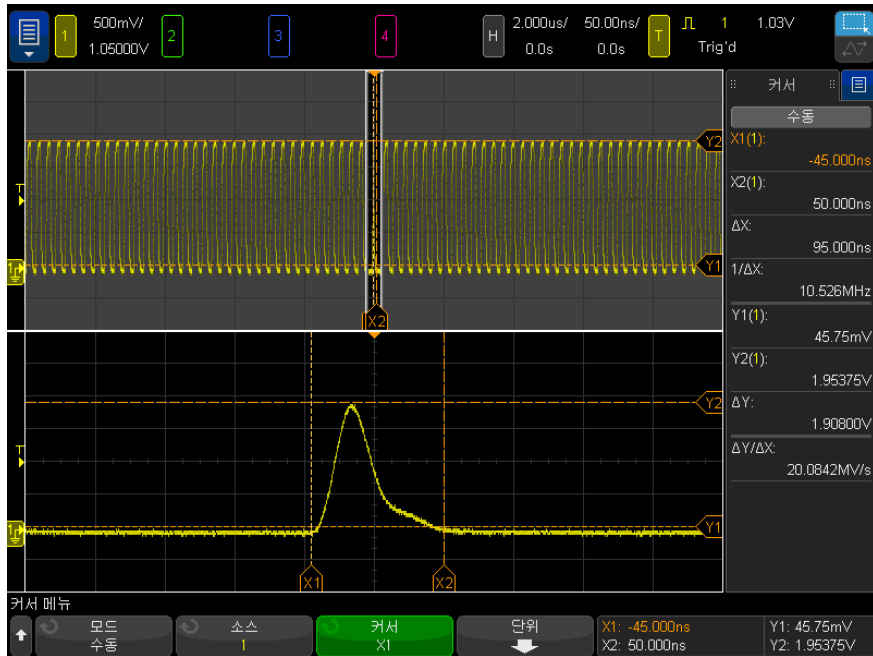 1 500mV/ 1.05000V 2 3 4 H 2.000us/ 0.0s 50.00ns/ 0.0s T 1 1.03V Trig'd
커서
수동
X1(1):
-45.000ns
X2(1):
50.000ns
ΔX:
95.000ns
1/ΔX:
10.526MHz
Y1(1):
45.75mV
Y2(1):
1.95375V
ΔY:
1.90800V
ΔY/ΔX:
20.0842MV/s
T
Y2
1
Y1
X2
T
Y2
1
Y1
X1 X2
커서 메뉴
모드 수동
소스 1
커서 X1
단위
X1: -45.000ns
X2: 50.000ns
Y1: 45.75mV
Y2: 1.95375V